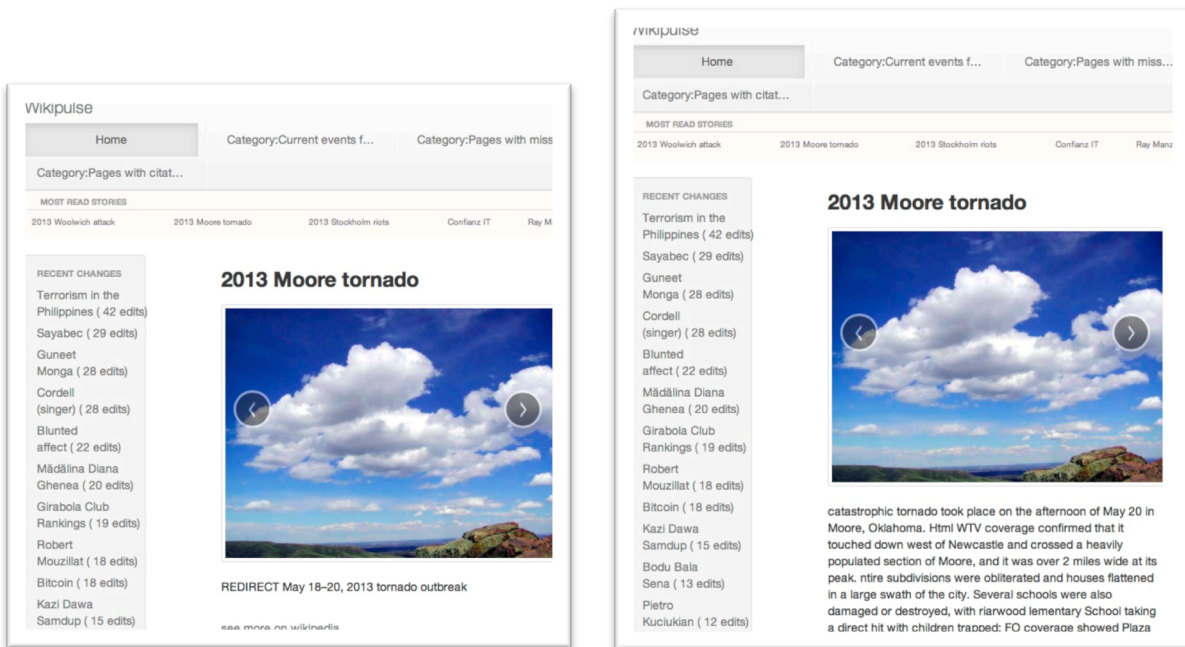 Wikipulse
Home
Category:Current events f...
Category:Pages with miss
Category:Pages with citat...
MOST READ STORIES
2013 Woolwich attack
2013 Moore tornado
2013 Stockholm riots
Confianz IT
Ray M
RECENT CHANGES
Terrorism in the
Philippines ( 42 edits)
Sayabec ( 29 edits)
Guneet
Monga ( 28 edits)
Cordell
(singer) ( 28 edits)
Blunted
affect ( 22 edits)
Mădălina Diana
Ghenea ( 20 edits)
Girabola Club
Rankings ( 19 edits)
Robert
Mouzillat ( 18 edits)
Bitcoin ( 18 edits)
Kazi Dawa
Samdup ( 15 edits)
2013 Moore tornado
REDIRECT May 18–20, 2013 tornado outbreak
see more on wikipedia
Wikipulse
Home
Category:Current events f...
Category:Pages with miss...
Category:Pages with citat...
MOST READ STORIES
2013 Woolwich attack
2013 Moore tornado
2013 Stockholm riots
Confianz IT
Ray Manz
RECENT CHANGES
Terrorism in the
Philippines ( 42 edits)
Sayabec ( 29 edits)
Guneet
Monga ( 28 edits)
Cordell
(singer) ( 28 edits)
Blunted
affect ( 22 edits)
Mădălina Diana
Ghenea ( 20 edits)
Girabola Club
Rankings ( 19 edits)
Robert
Mouzillat ( 18 edits)
Bitcoin ( 18 edits)
Kazi Dawa
Samdup ( 15 edits)
Bodu Bala
Sena ( 13 edits)
Pietro
Kuciukian ( 12 edits)
2013 Moore tornado
catastrophic tornado took place on the afternoon of May 20 in
Moore, Oklahoma. Html WTV coverage confirmed that it
touched down west of Newcastle and crossed a heavily
populated section of Moore, and it was over 2 miles wide at its
peak. ntire subdivisions were obliterated and houses flattened
in a large swath of the city. Several schools were also
damaged or destroyed, with riarwood lementary School taking
a direct hit with children trapped: FO coverage showed Plaza